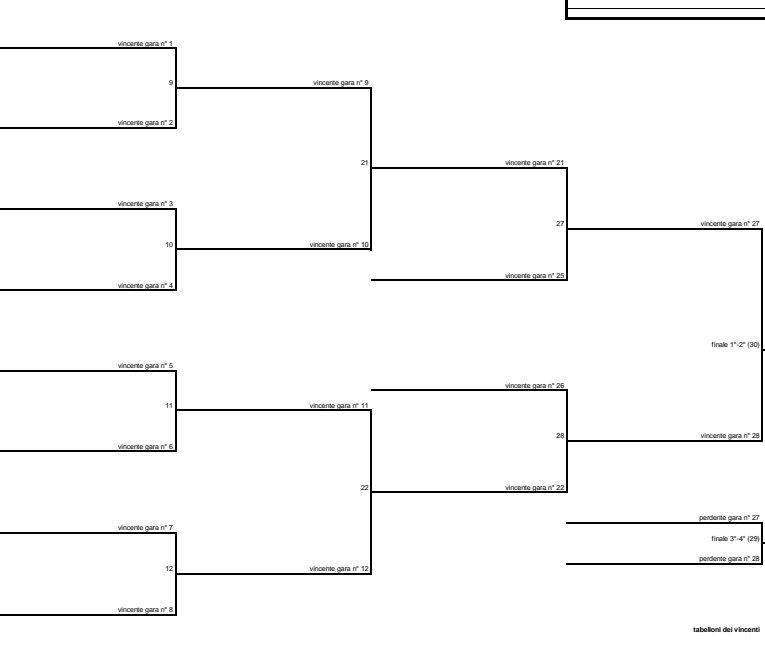 vincente gara n° 1
9
vincente gara n° 9
vincente gara n° 2
21
vincente gara n° 21
vincente gara n° 3
27
vincente gara n° 27
10
vincente gara n° 10
vincente gara n° 25
vincente gara n° 4
finale 1°-2° (30)
vincente gara n° 5
vincente gara n° 26
11
vincente gara n° 11
28
vincente gara n° 28
vincente gara n° 6
22
vincente gara n° 22
perdente gara n° 27
vincente gara n° 7
finale 3°-4° (29)
perdente gara n° 28
12
vincente gara n° 12
vincente gara n° 8
tabelloni dei vincenti